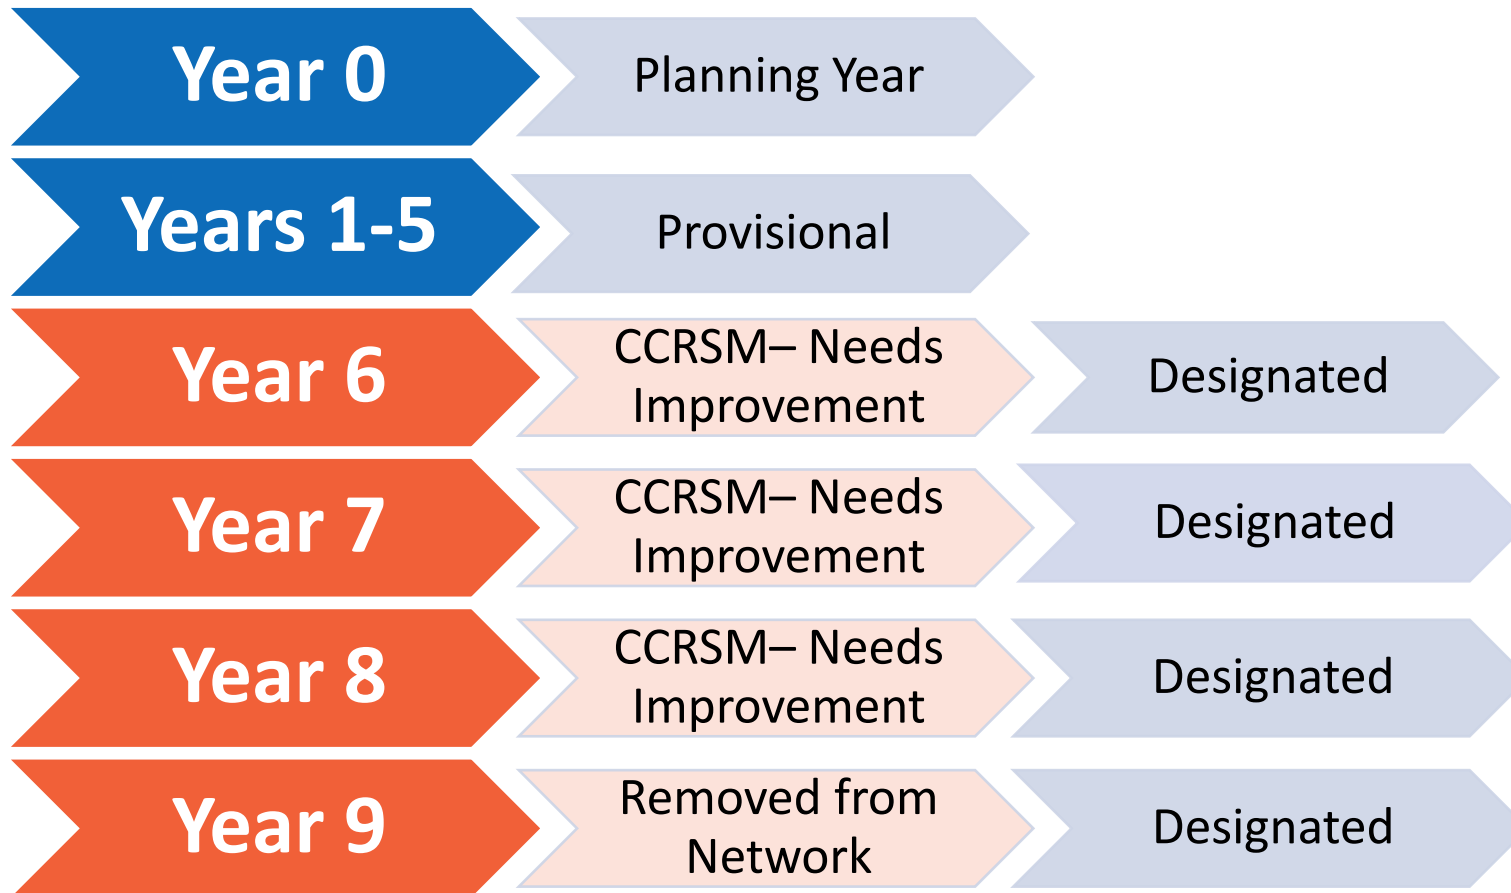 Year 0
Planning Year
Years 1-5
Provisional
Year 6
CCRSM– Needs
Improvement
Designated
Year 7
CCRSM– Needs
Improvement
Designated
Year 8
CCRSM– Needs
Improvement
Designated
Year 9
Removed from
Network
Designated